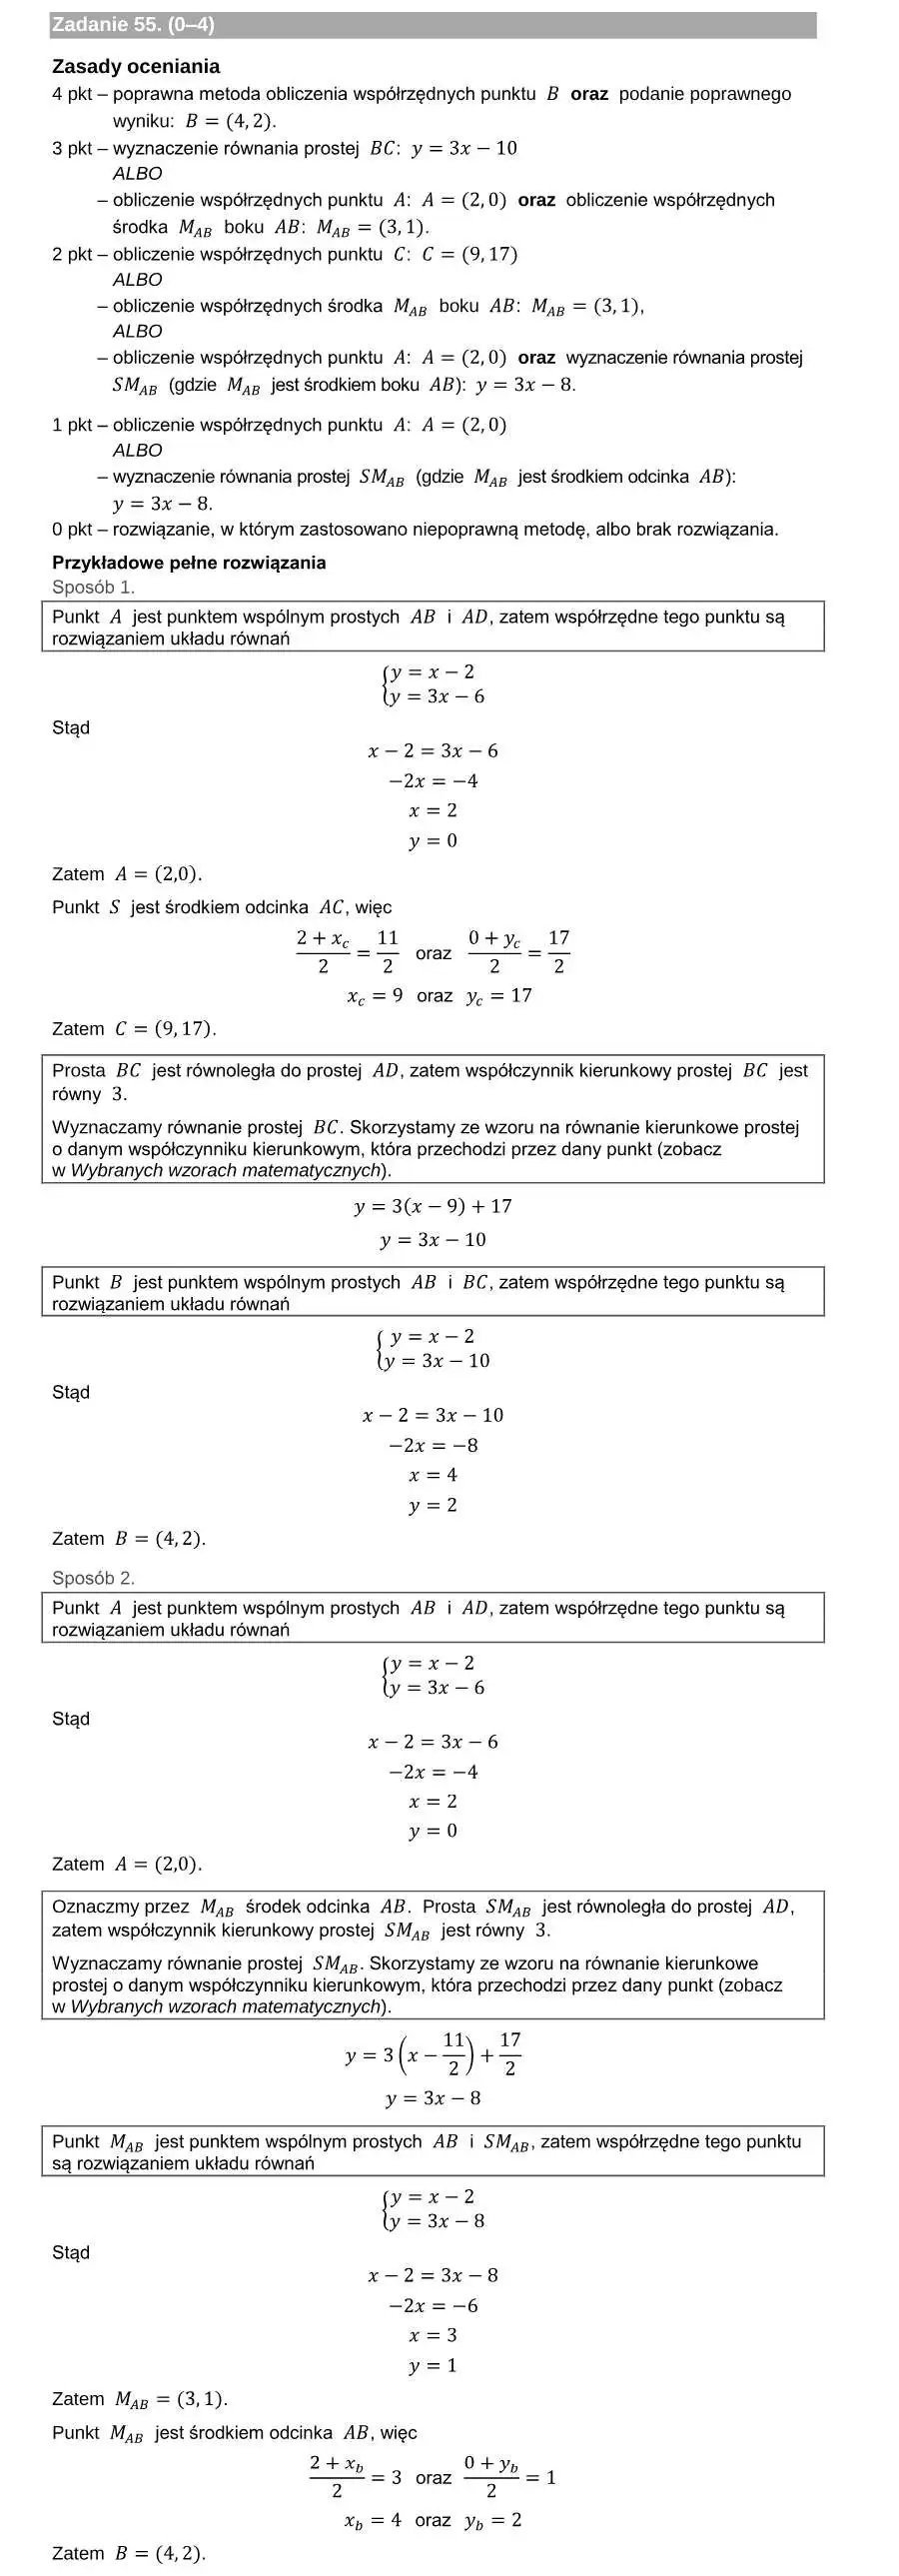 Zadanie 55. (0–4)
Zasady oceniania
4 pkt – poprawna metoda obliczenia współrzędnych punktu B oraz podanie poprawnego
wyniku: B = (4, 2).
3 pkt – wyznaczenie równania prostej BC: y = 3x − 10
ALBO
– obliczenie współrzędnych punktu A: A = (2, 0) oraz obliczenie współrzędnych
środka M_AB boku AB: M_AB = (3, 1).
2 pkt – obliczenie współrzędnych punktu C: C = (9, 17)
ALBO
– obliczenie współrzędnych środka M_AB boku AB: M_AB = (3, 1),
ALBO
– obliczenie współrzędnych punktu A: A = (2, 0) oraz wyznaczenie równania prostej
SM_AB (gdzie M_AB jest środkiem boku AB): y = 3x − 8.
1 pkt – obliczenie współrzędnych punktu A: A = (2, 0)
ALBO
– wyznaczenie równania prostej SM_AB (gdzie M_AB jest środkiem odcinka AB):
y = 3x − 8.
0 pkt – rozwiązanie, w którym zastosowano niepoprawną metodę, albo brak rozwiązania.
Przykładowe pełne rozwiązania
Sposób 1.
Punkt A jest punktem wspólnym prostych AB i AD, zatem współrzędne tego punktu są
rozwiązaniem układu równań
{y = x − 2
{y = 3x − 6
Stąd
x − 2 = 3x − 6
−2x = −4
x = 2
y = 0
Zatem A = (2,0).
Punkt S jest środkiem odcinka AC, więc
(2 + x_c)/2 = 11/2 oraz (0 + y_c)/2 = 17/2
x_c = 9 oraz y_c = 17
Zatem C = (9, 17).
Prosta BC jest równoległa do prostej AD, zatem współczynnik kierunkowy prostej BC jest
równy 3.
Wyznaczamy równanie prostej BC. Skorzystamy ze wzoru na równanie kierunkowe prostej
o danym współczynniku kierunkowym, która przechodzi przez dany punkt (zobacz
w Wybranych wzorach matematycznych).
y = 3(x − 9) + 17
y = 3x − 10
Punkt B jest punktem wspólnym prostych AB i BC, zatem współrzędne tego punktu są
rozwiązaniem układu równań
{y = x − 2
{y = 3x − 10
Stąd
x − 2 = 3x − 10
−2x = −8
x = 4
y = 2
Zatem B = (4, 2).
Sposób 2.
Punkt A jest punktem wspólnym prostych AB i AD, zatem współrzędne tego punktu są
rozwiązaniem układu równań
{y = x − 2
{y = 3x − 6
Stąd
x − 2 = 3x − 6
−2x = −4
x = 2
y = 0
Zatem A = (2,0).
Oznaczmy przez M_AB środek odcinka AB. Prosta SM_AB jest równoległa do prostej AD,
zatem współczynnik kierunkowy prostej SM_AB jest równy 3.
Wyznaczamy równanie prostej SM_AB. Skorzystamy ze wzoru na równanie kierunkowe
prostej o danym współczynniku kierunkowym, która przechodzi przez dany punkt (zobacz
w Wybranych wzorach matematycznych).
y = 3(x − 11/2) + 17/2
y = 3x − 8
Punkt M_AB jest punktem wspólnym prostych AB i SM_AB, zatem współrzędne tego punktu
są rozwiązaniem układu równań
{y = x − 2
{y = 3x − 8
Stąd
x − 2 = 3x − 8
−2x = −6
x = 3
y = 1
Zatem M_AB = (3, 1).
Punkt M_AB jest środkiem odcinka AB, więc
(2 + x_b)/2 = 3 oraz (0 + y_b)/2 = 1
x_b = 4 oraz y_b = 2
Zatem B = (4, 2).